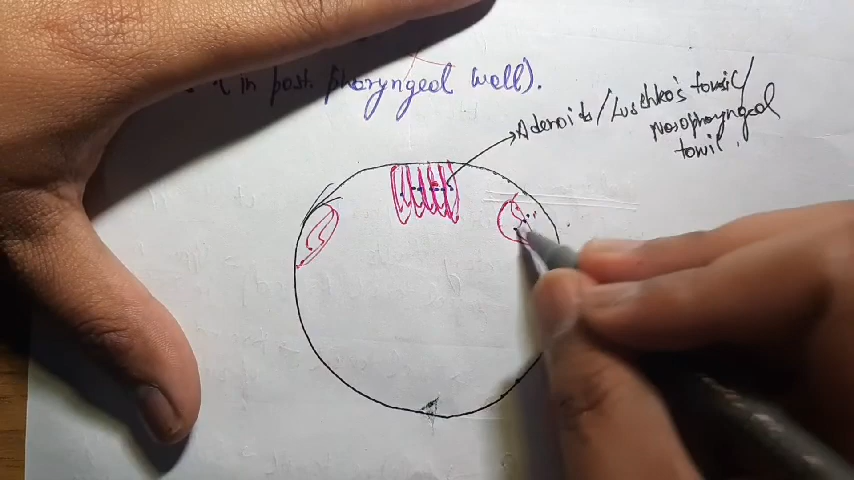 in post. pharyngeal wall).
Adenoids/Luschka's tonsil/
Nasopharyngeal
tonsil.